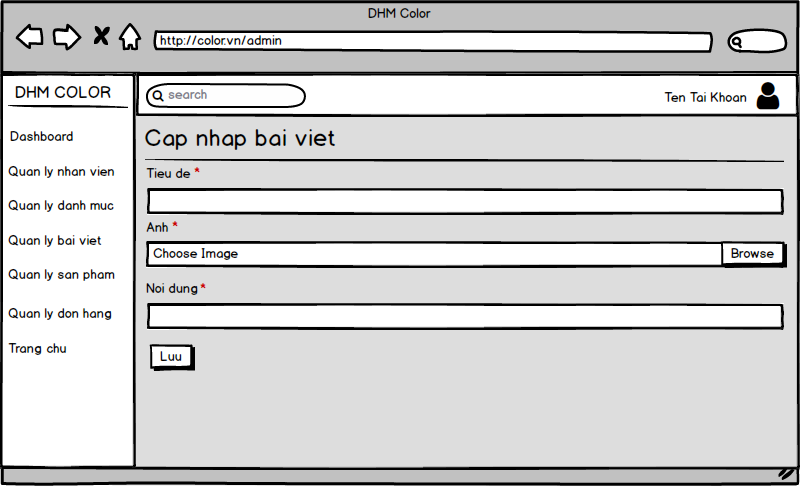 DHM Color
http://color.vn/admin
DHM COLOR
search
Ten Tai Khoan
Dashboard
Quan ly nhan vien
Quan ly danh muc
Quan ly bai viet
Quan ly san pham
Quan ly don hang
Trang chu
Cap nhap bai viet
Tieu de *
Anh *
Choose Image
Browse
Noi dung *
Luu